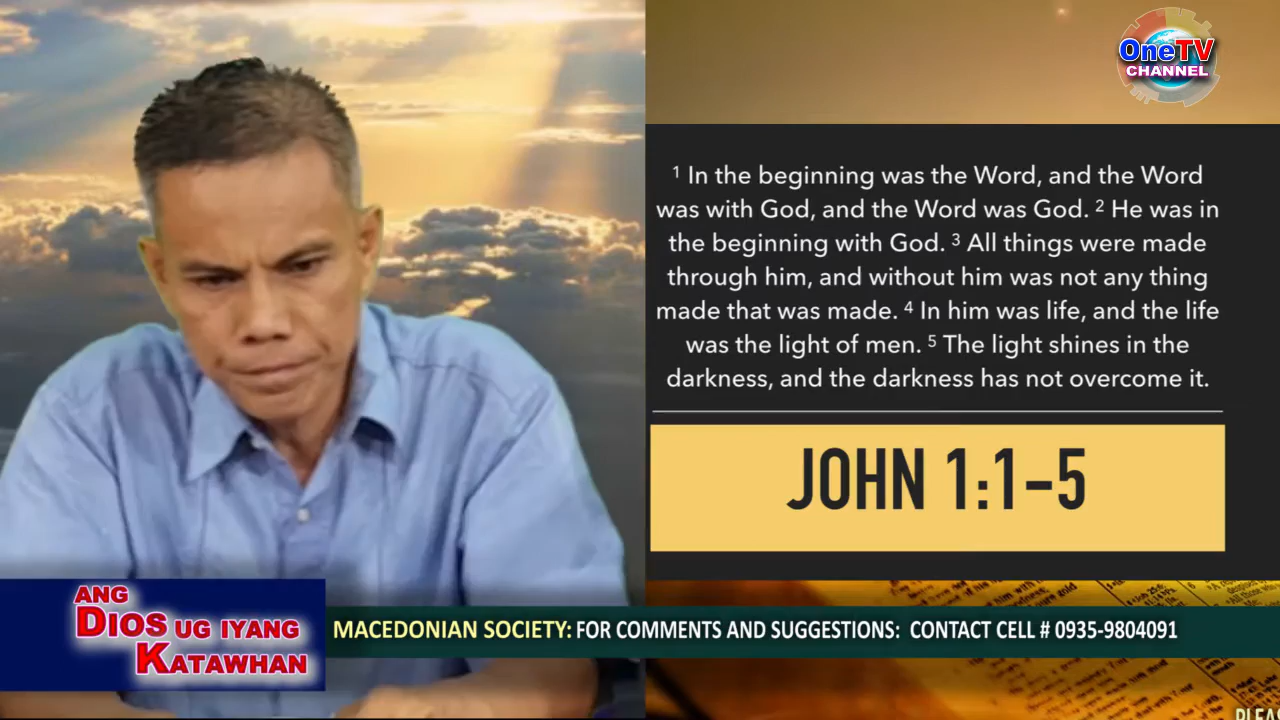 OneTV
CHANNEL
1 In the beginning was the Word, and the Word
was with God, and the Word was God. 2 He was in
the beginning with God. 3 All things were made
through him, and without him was not any thing
made that was made. 4 In him was life, and the life
was the light of men. 5 The light shines in the
darkness, and the darkness has not overcome it.
JOHN 1:1-5
ANG
DIOS UG IYANG
KATAWHAN
MACEDONIAN SOCIETY: FOR COMMENTS AND SUGGESTIONS: CONTACT CELL # 0935-9804091